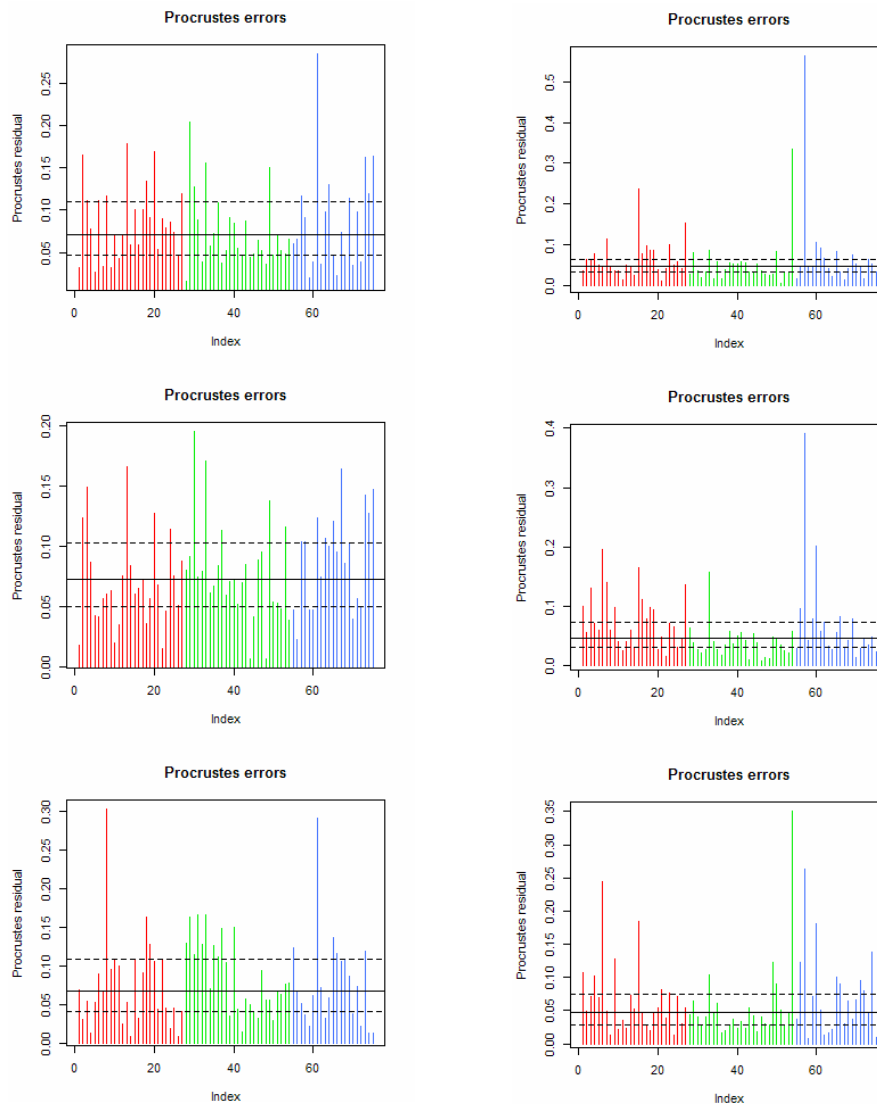 Procrustes errors
Procrustes residual
0.05 0.10 0.15 0.20 0.25
0 20 40 60
Index
Procrustes errors
Procrustes residual
0.0 0.1 0.2 0.3 0.4 0.5
0 20 40 60
Index
Procrustes errors
Procrustes residual
0.00 0.05 0.10 0.15 0.20
0 20 40 60
Index
Procrustes errors
Procrustes residual
0.0 0.1 0.2 0.3 0.4
0 20 40 60
Index
Procrustes errors
Procrustes residual
0.00 0.05 0.10 0.15 0.20 0.25 0.30
0 20 40 60
Index
Procrustes errors
Procrustes residual
0.00 0.05 0.10 0.15 0.20 0.25 0.30 0.35
0 20 40 60
Index